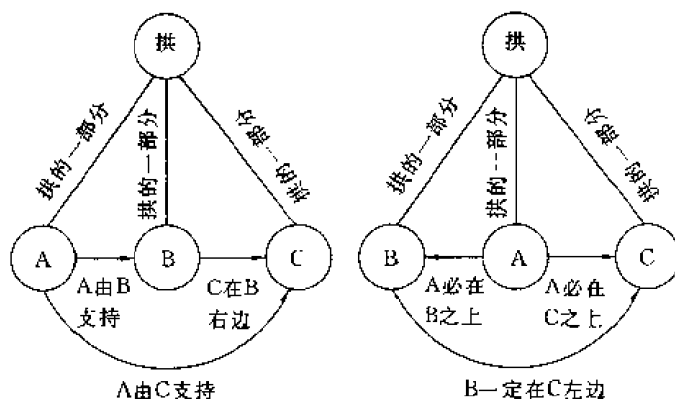 拱
拱
拱的一部分
拱的一部分
拱的一部分
拱的一部分
拱的一部分
拱的一部分
A
B
C
B
A
C
A由B
支持
C在B
右边
A必在
B之上
A必在
C之上
A由C支持
B一定在C左边